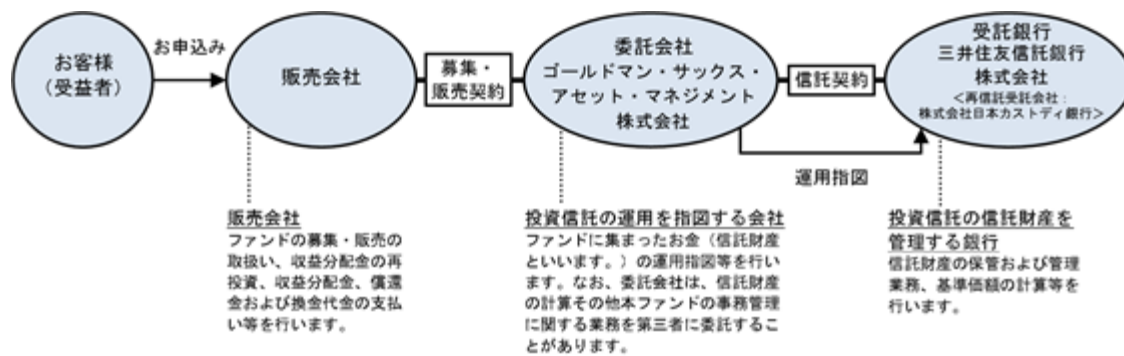 お客様
(受益者)
お申込み
販売会社
募集・
販売契約
委託会社
ゴールドマン・サックス・
アセット・マネジメント
株式会社
信託契約
受託銀行
三井住友信託銀行
株式会社
<再信託受託会社：
株式会社日本カストディ銀行>
運用指図
販売会社
ファンドの募集・販売の
取扱い、収益分配金の再
投資、収益分配金、償還
金および換金代金の支払
い等を行います。
投資信託の運用を指図する会社
ファンドに集まったお金（信託財産
といいます。）の運用指図等を行い
ます。なお、委託会社は、信託財産
の計算その他本ファンドの事務管理
に関する業務を第三者に委託するこ
とがあります。
投資信託の信託財産を
管理する銀行
信託財産の保管および管理
業務、基準価額の計算等を
行います。